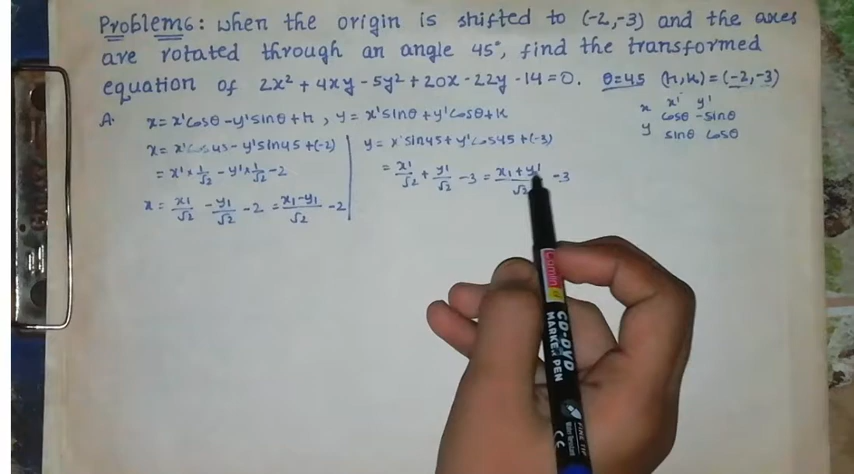 Problem6: when the origin is shifted to (-2,-3) and the axes
are rotated through an angle 45°, find the transformed
equation of 2x² + 4xy - 5y² + 20x - 22y - 14 = 0. θ=45 (h,k) = (-2,-3)
x' y'
x cosθ -sinθ
y sinθ cosθ
A. x = x'cosθ - y'sinθ + h, y = x'sinθ + y'cosθ + k
x = x'cos45 - y'sin45 + (-2)
= x' × 1/√2 - y' × 1/√2 - 2
x = x1/√2 - y1/√2 - 2 = x1-y1/√2 - 2
y = x'sin45 + y'cos45 + (-3)
= x'/√2 + y'/√2 - 3 = x1+y1/√2 - 3
Camlin
CD-DVD
MARKER PEN
FINE TIP